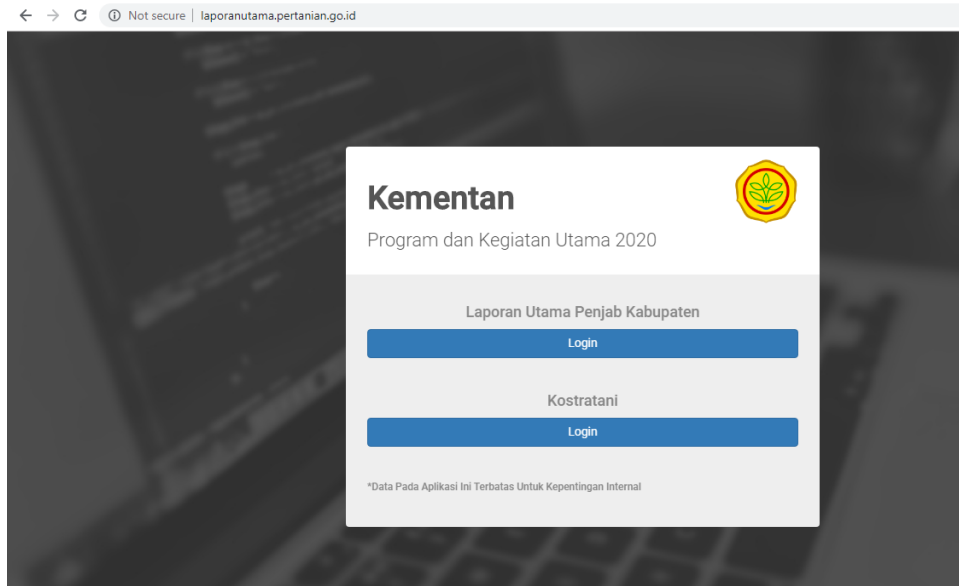 Not secure | laporanutama.pertanian.go.id
Kementan
Program dan Kegiatan Utama 2020
Laporan Utama Penjab Kabupaten
Login
Kostratani
Login
*Data Pada Aplikasi Ini Terbatas Untuk Kepentingan Internal